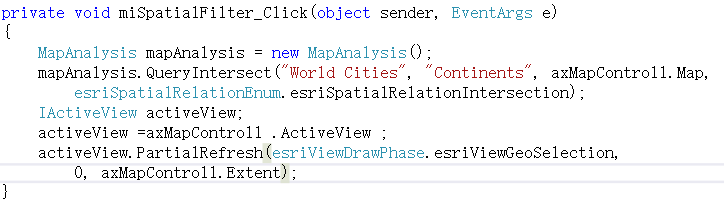 private void miSpatialFilter_Click(object sender, EventArgs e)
{
MapAnalysis mapAnalysis = new MapAnalysis();
mapAnalysis.QueryIntersect("World Cities", "Continents", axMapControl1.Map,
esriSpatialRelationEnum.esriSpatialRelationIntersection);
IActiveView activeView;
activeView =axMapControl1 .ActiveView ;
activeView.PartialRefresh(esriViewDrawPhase.esriViewGeoSelection,
0, axMapControl1.Extent);
}